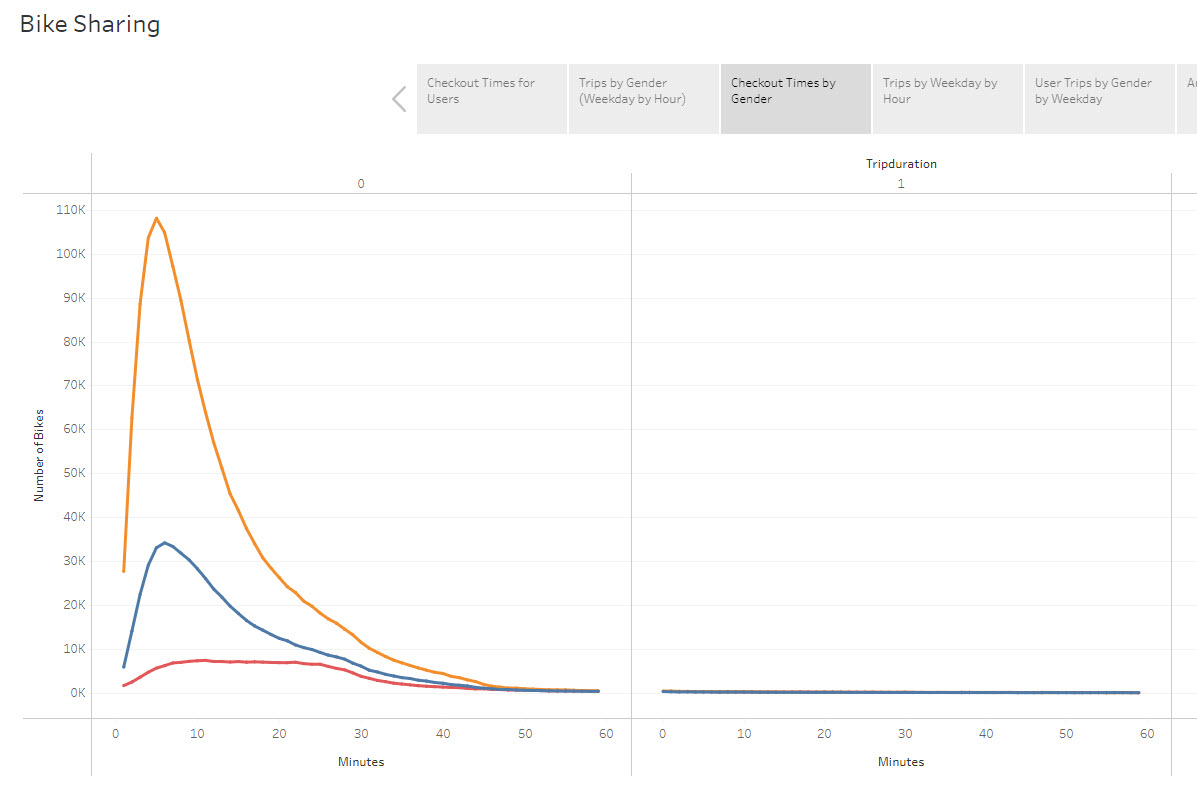 Bike Sharing
Checkout Times for
Users
Trips by Gender
(Weekday by Hour)
Checkout Times by
Gender
Trips by Weekday by
Hour
User Trips by Gender
by Weekday
Tripduration
0
1
110K
100K
90K
80K
70K
60K
50K
40K
30K
20K
10K
0K
Number of Bikes
0 10 20 30 40 50 60
0 10 20 30 40 50 60
Minutes
Minutes